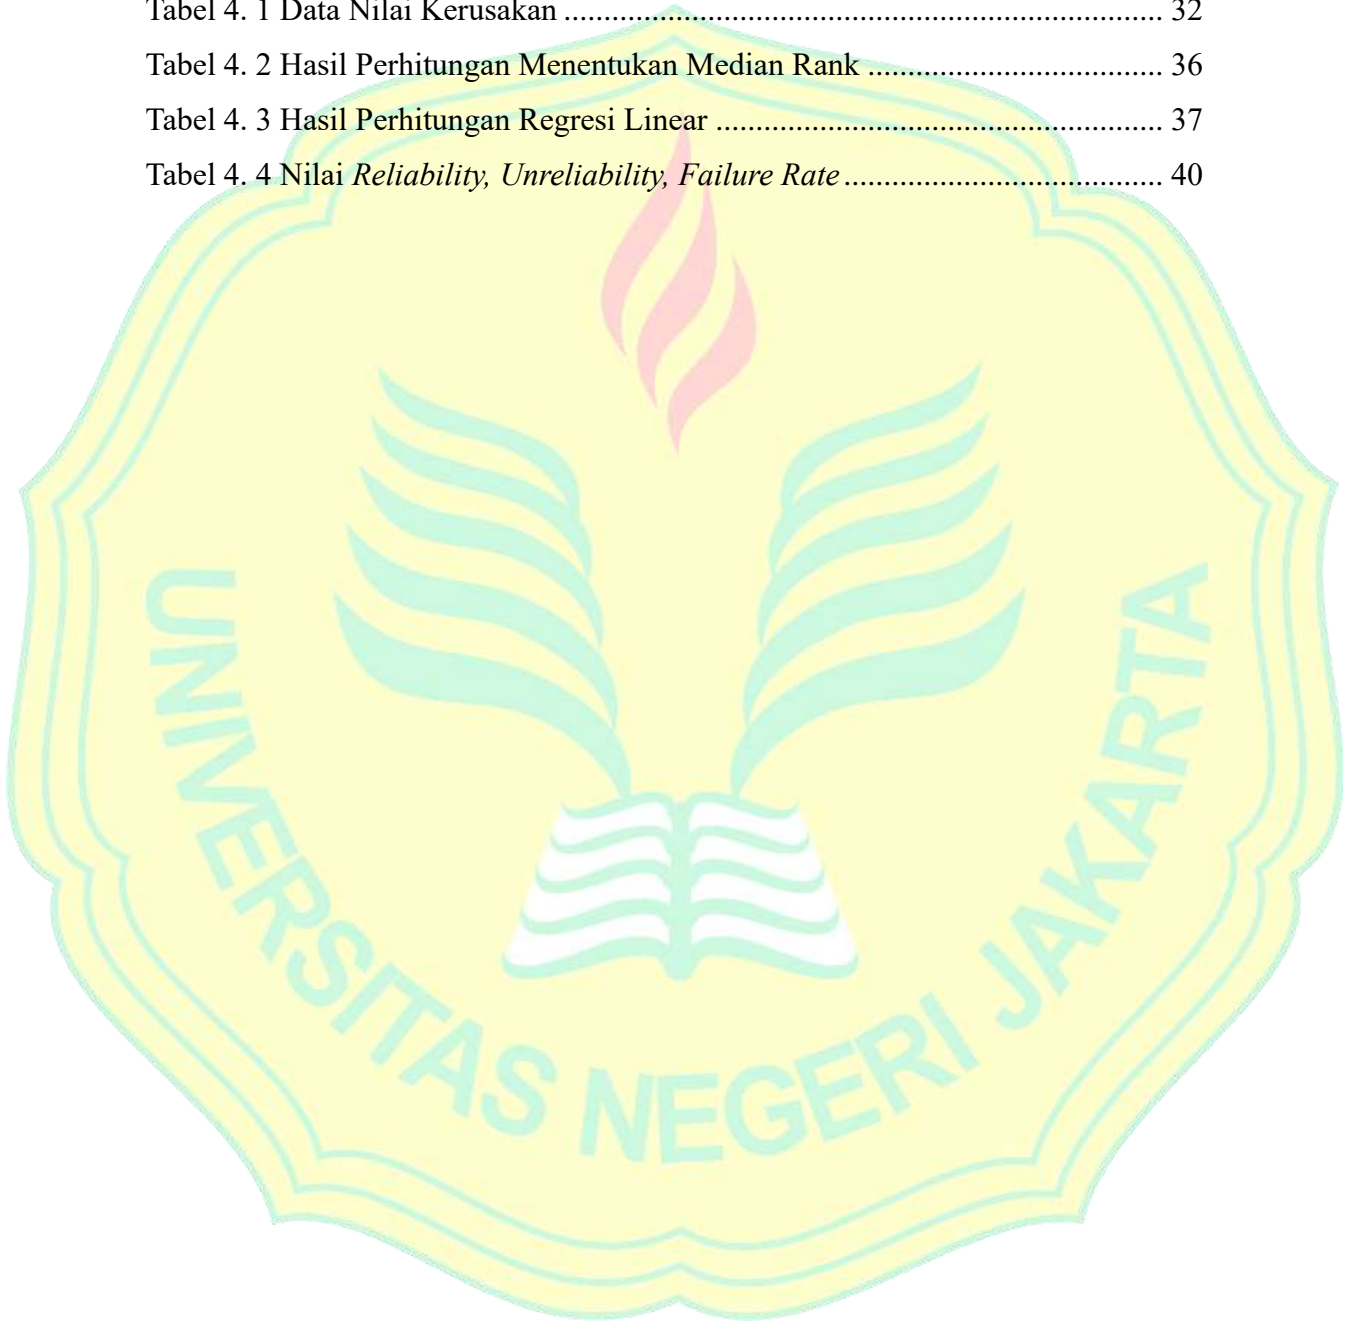 Tabel 4. 1 Data Nilai Kerusakan ................................................................ 32
Tabel 4. 2 Hasil Perhitungan Menentukan Median Rank ................................ 36
Tabel 4. 3 Hasil Perhitungan Regresi Linear ................................................ 37
Tabel 4. 4 Nilai Reliability, Unreliability, Failure Rate .................................. 40
UNIVERSITAS NEGERI JAKARTA